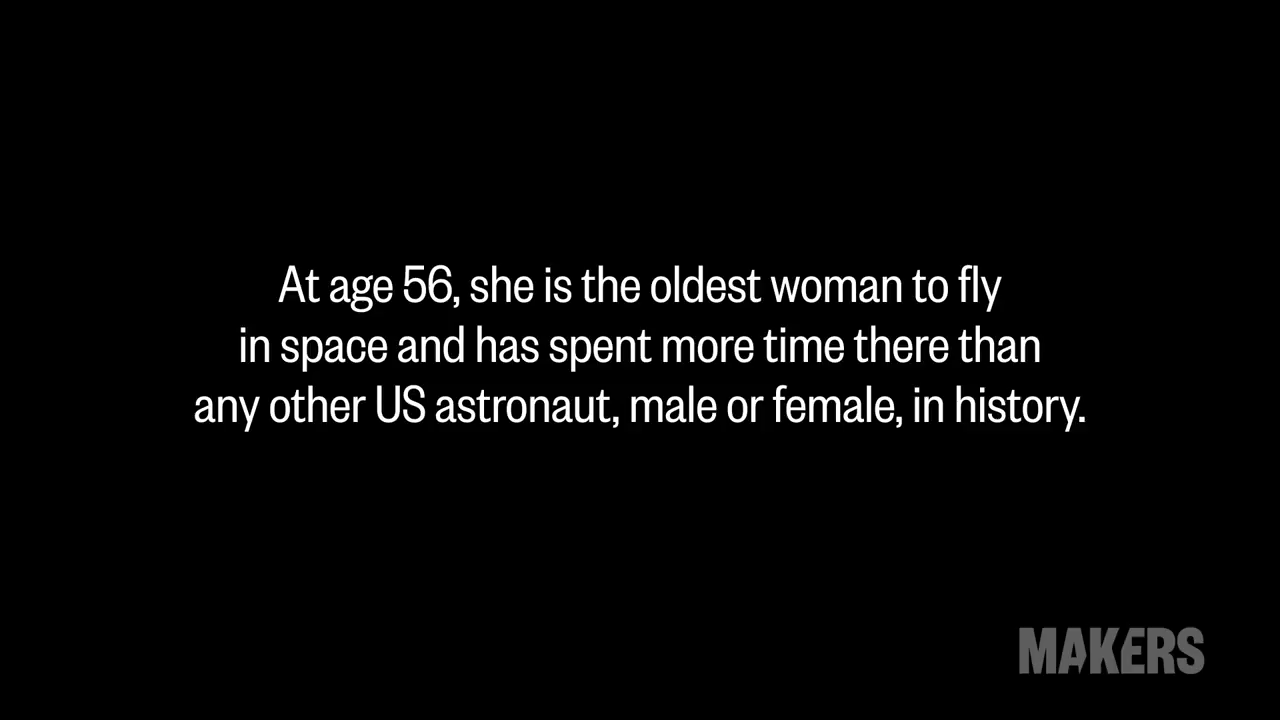 At age 56, she is the oldest woman to fly
in space and has spent more time there than
any other US astronaut, male or female, in history.
MAKERS